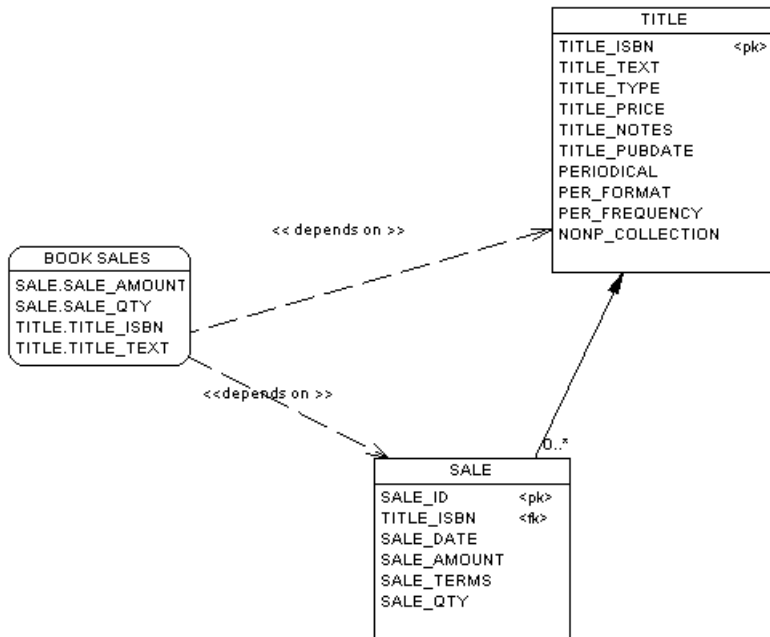 TITLE
TITLE_ISBN <pk>
TITLE_TEXT
TITLE_TYPE
TITLE_PRICE
TITLE_NOTES
TITLE_PUBDATE
PERIODICAL
PER_FORMAT
PER_FREQUENCY
NONP_COLLECTION
<< depends on >>
BOOK SALES
SALE.SALE_AMOUNT
SALE.SALE_QTY
TITLE.TITLE_ISBN
TITLE.TITLE_TEXT
<<depends on >>
0..*
SALE
SALE_ID <pk>
TITLE_ISBN <fk>
SALE_DATE
SALE_AMOUNT
SALE_TERMS
SALE_QTY